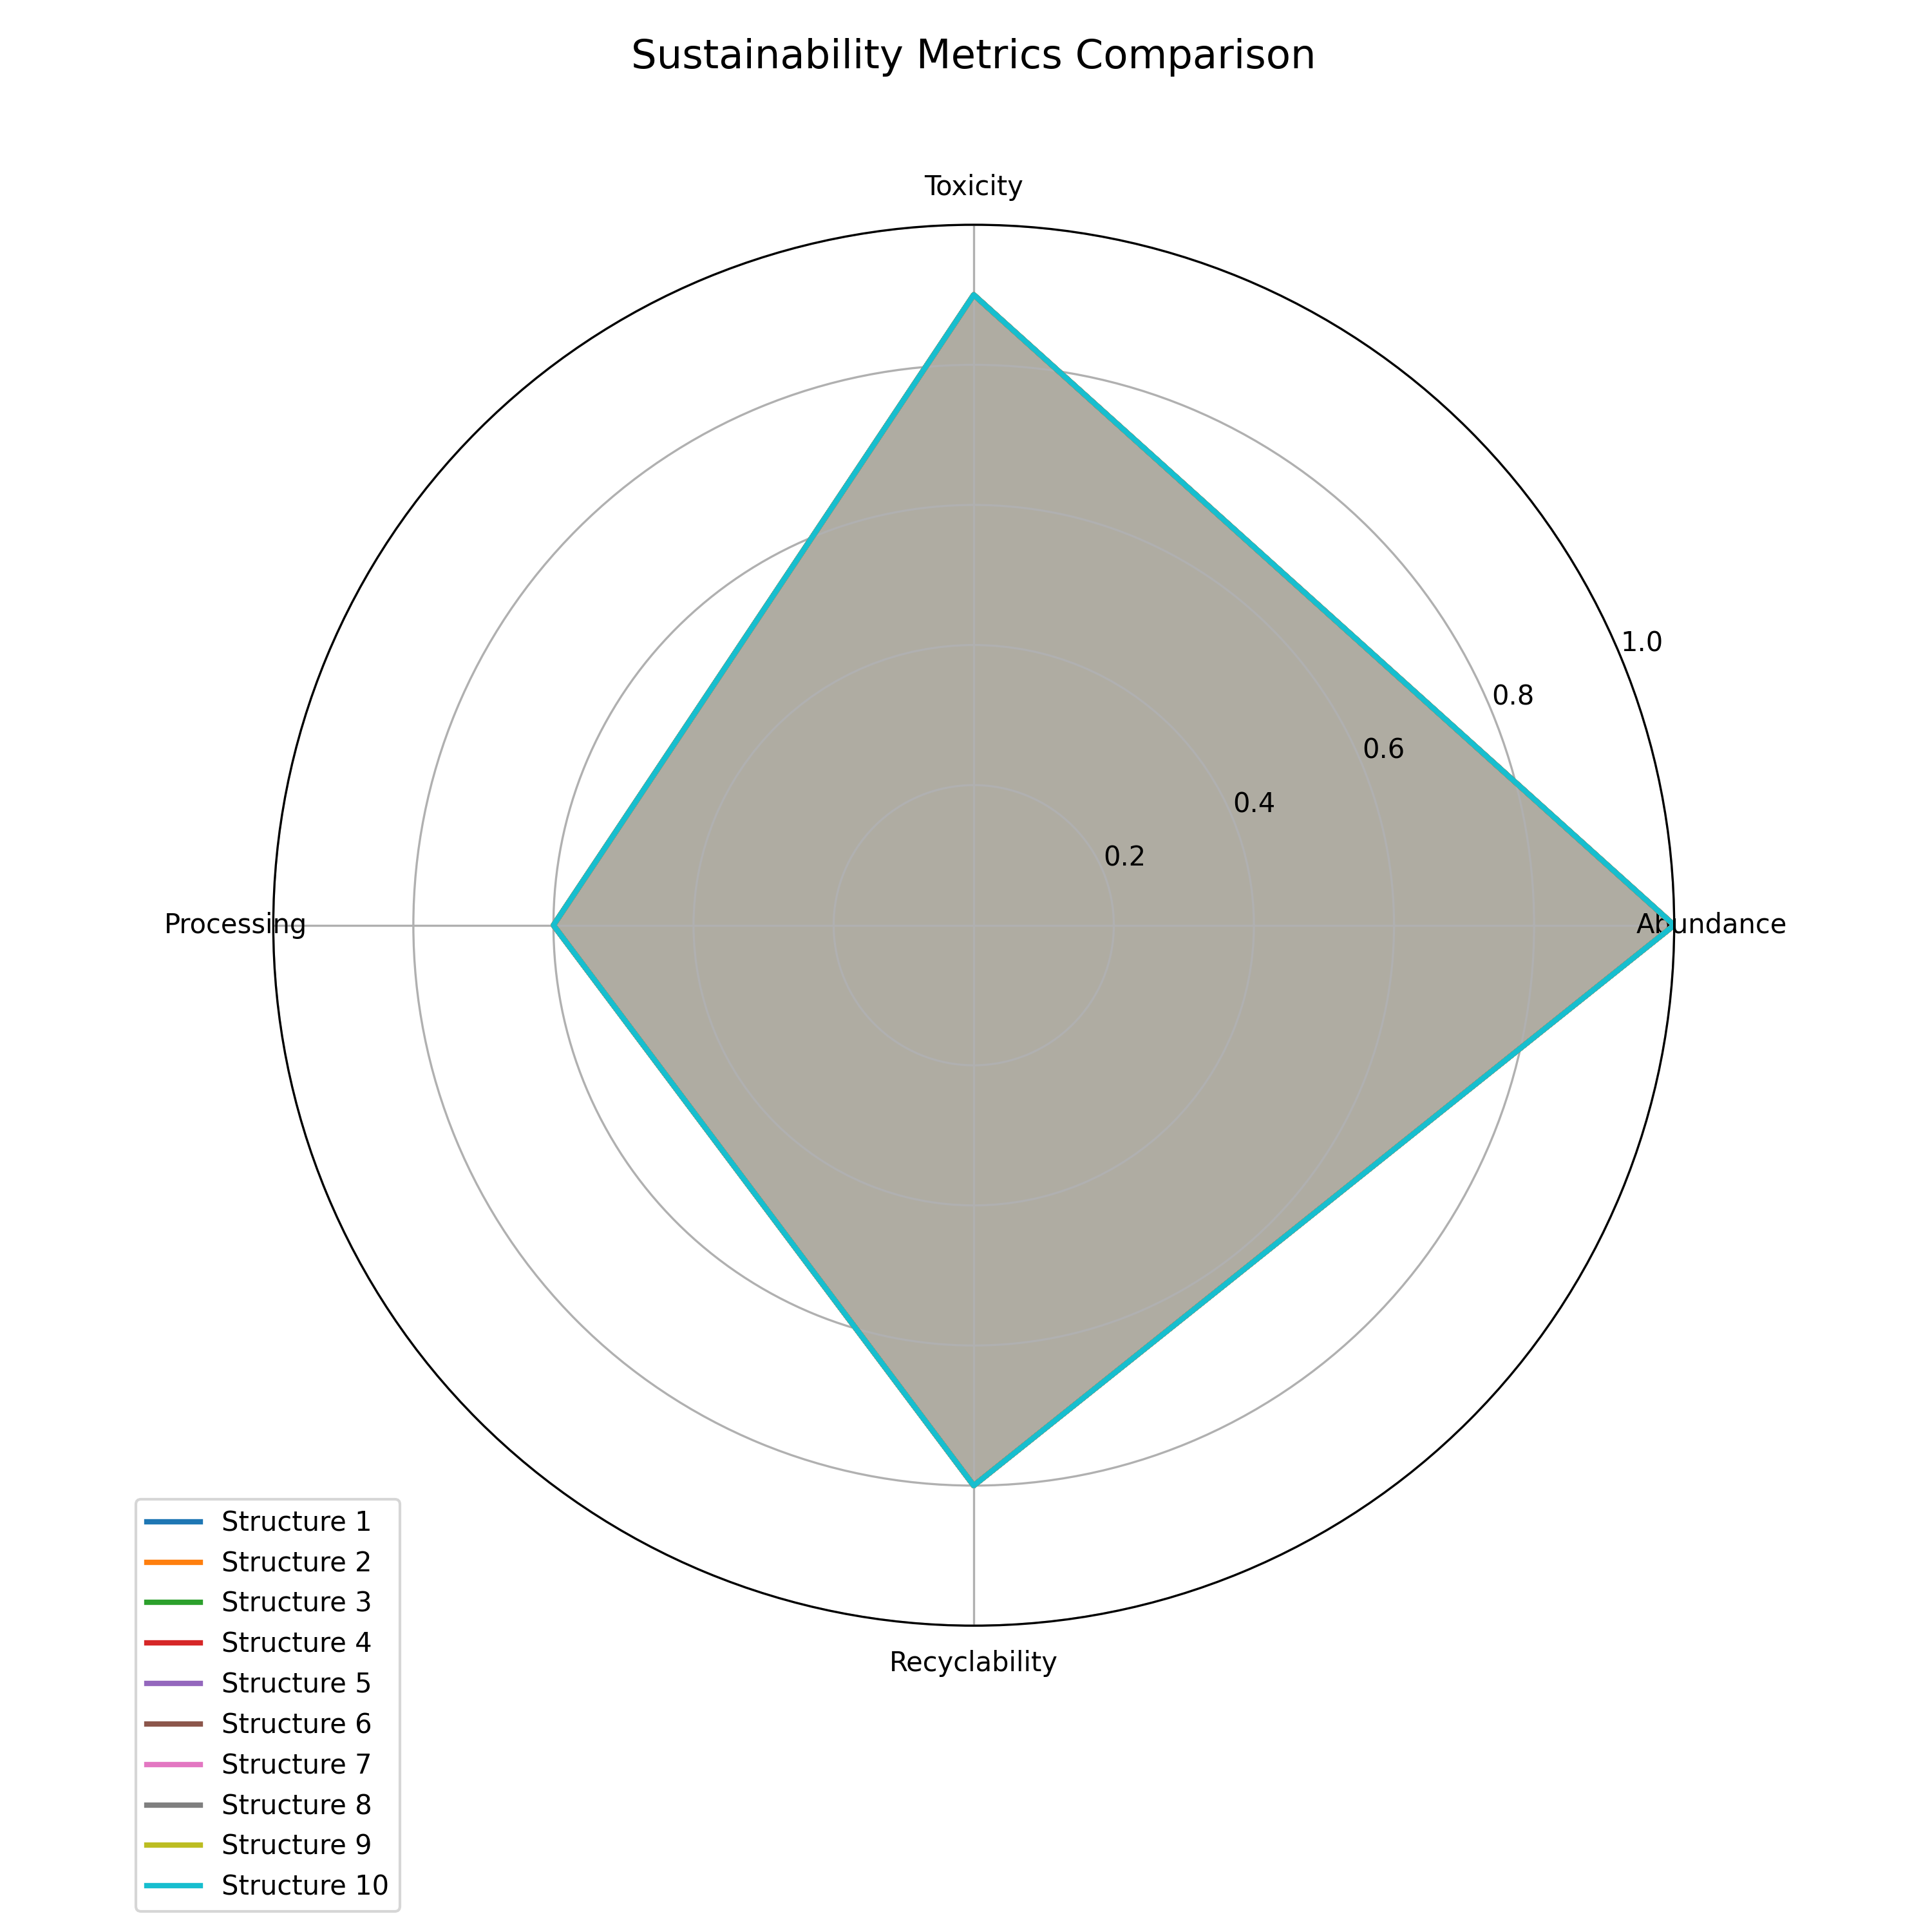 Sustainability Metrics Comparison
Toxicity
1.0
0.8
0.6
0.4
0.2
Processing
Abundance
Recyclability
Structure 1
Structure 2
Structure 3
Structure 4
Structure 5
Structure 6
Structure 7
Structure 8
Structure 9
Structure 10